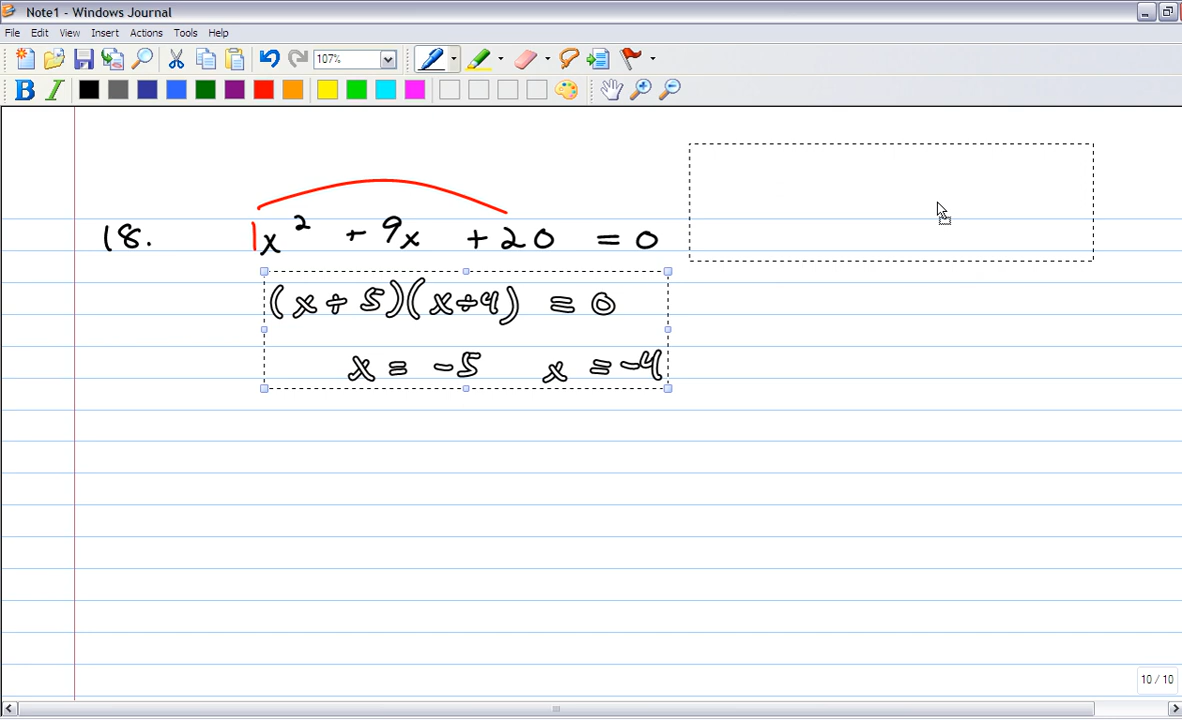 Note1 - Windows Journal
File Edit View Insert Actions Tools Help
107%
B I
18. 1x² + 9x + 20 = 0
(x + 5)(x+4) = 0
x = -5 x = -4
10 / 10